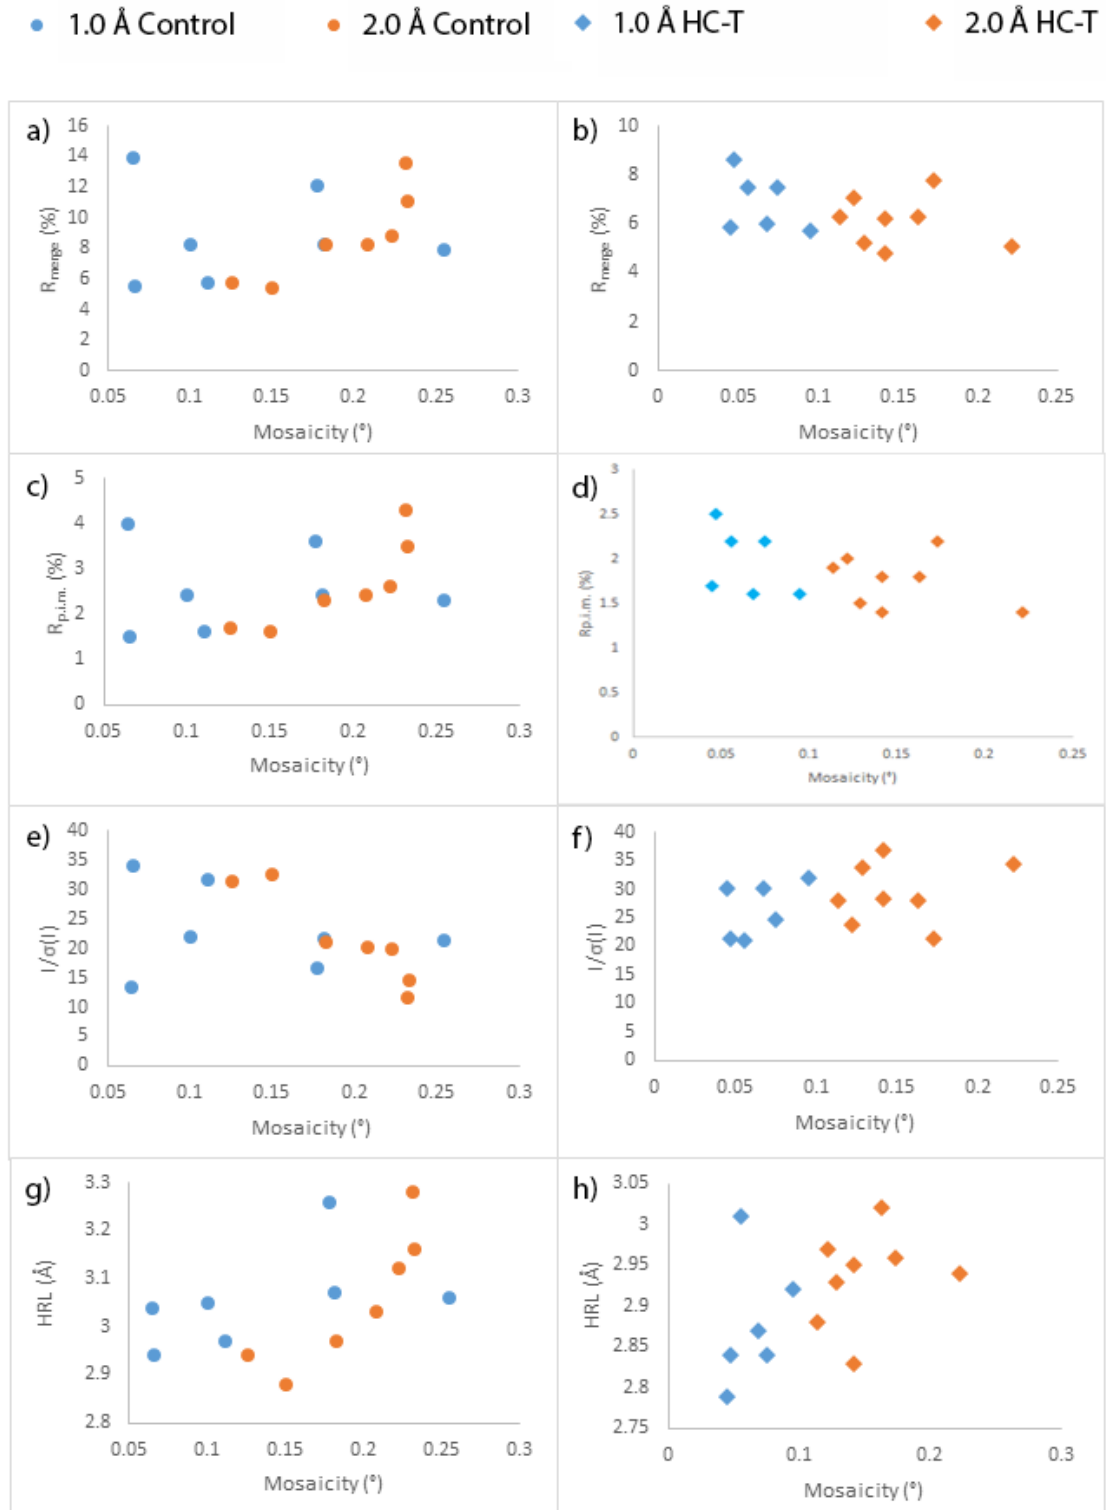 1.0 Å Control 2.0 Å Control 1.0 Å HC-T 2.0 Å HC-T
a)
16
14
12
10
8
6
4
2
0
Rmerge (%)
0.05 0.1 0.15 0.2 0.25 0.3
Mosaicity (°)
b)
10
8
6
4
2
0
Rmerge (%)
0 0.05 0.1 0.15 0.2 0.25
Mosaicity (°)
c)
5
4
3
2
1
0
Rp.i.m. (%)
0.05 0.1 0.15 0.2 0.25 0.3
Mosaicity (°)
d)
3
2.5
2
1.5
1
0.5
0
Rp.i.m. (%)
0 0.05 0.1 0.15 0.2 0.25
Mosaicity (°)
e)
40
35
30
25
20
15
10
5
0
I/σ(I)
0.05 0.1 0.15 0.2 0.25 0.3
Mosaicity (°)
f)
40
35
30
25
20
15
10
5
0
I/σ(I)
0 0.05 0.1 0.15 0.2 0.25
Mosaicity (°)
g)
3.3
3.2
3.1
3
2.9
2.8
HRL (Å)
0.05 0.1 0.15 0.2 0.25 0.3
Mosaicity (°)
h)
3.05
3
2.95
2.9
2.85
2.8
2.75
HRL (Å)
0 0.1 0.2 0.3
Mosaicity (°)